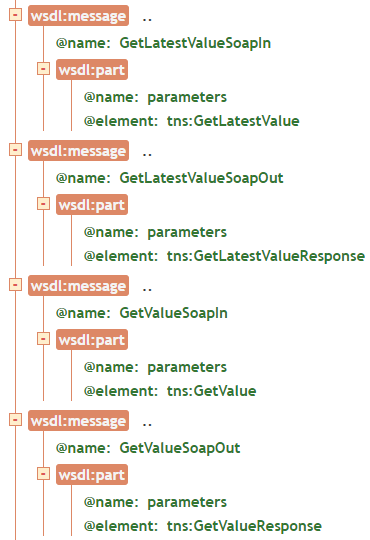 wsdl:message ..
@name: GetLatestValueSoapIn
wsdl:part
@name: parameters
@element: tns:GetLatestValue
wsdl:message ..
@name: GetLatestValueSoapOut
wsdl:part
@name: parameters
@element: tns:GetLatestValueResponse
wsdl:message ..
@name: GetValueSoapIn
wsdl:part
@name: parameters
@element: tns:GetValue
wsdl:message ..
@name: GetValueSoapOut
wsdl:part
@name: parameters
@element: tns:GetValueResponse